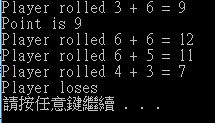 Player rolled 3 + 6 = 9
Point is 9
Player rolled 6 + 6 = 12
Player rolled 6 + 5 = 11
Player rolled 4 + 3 = 7
Player loses
請按任意鍵繼續 . . .